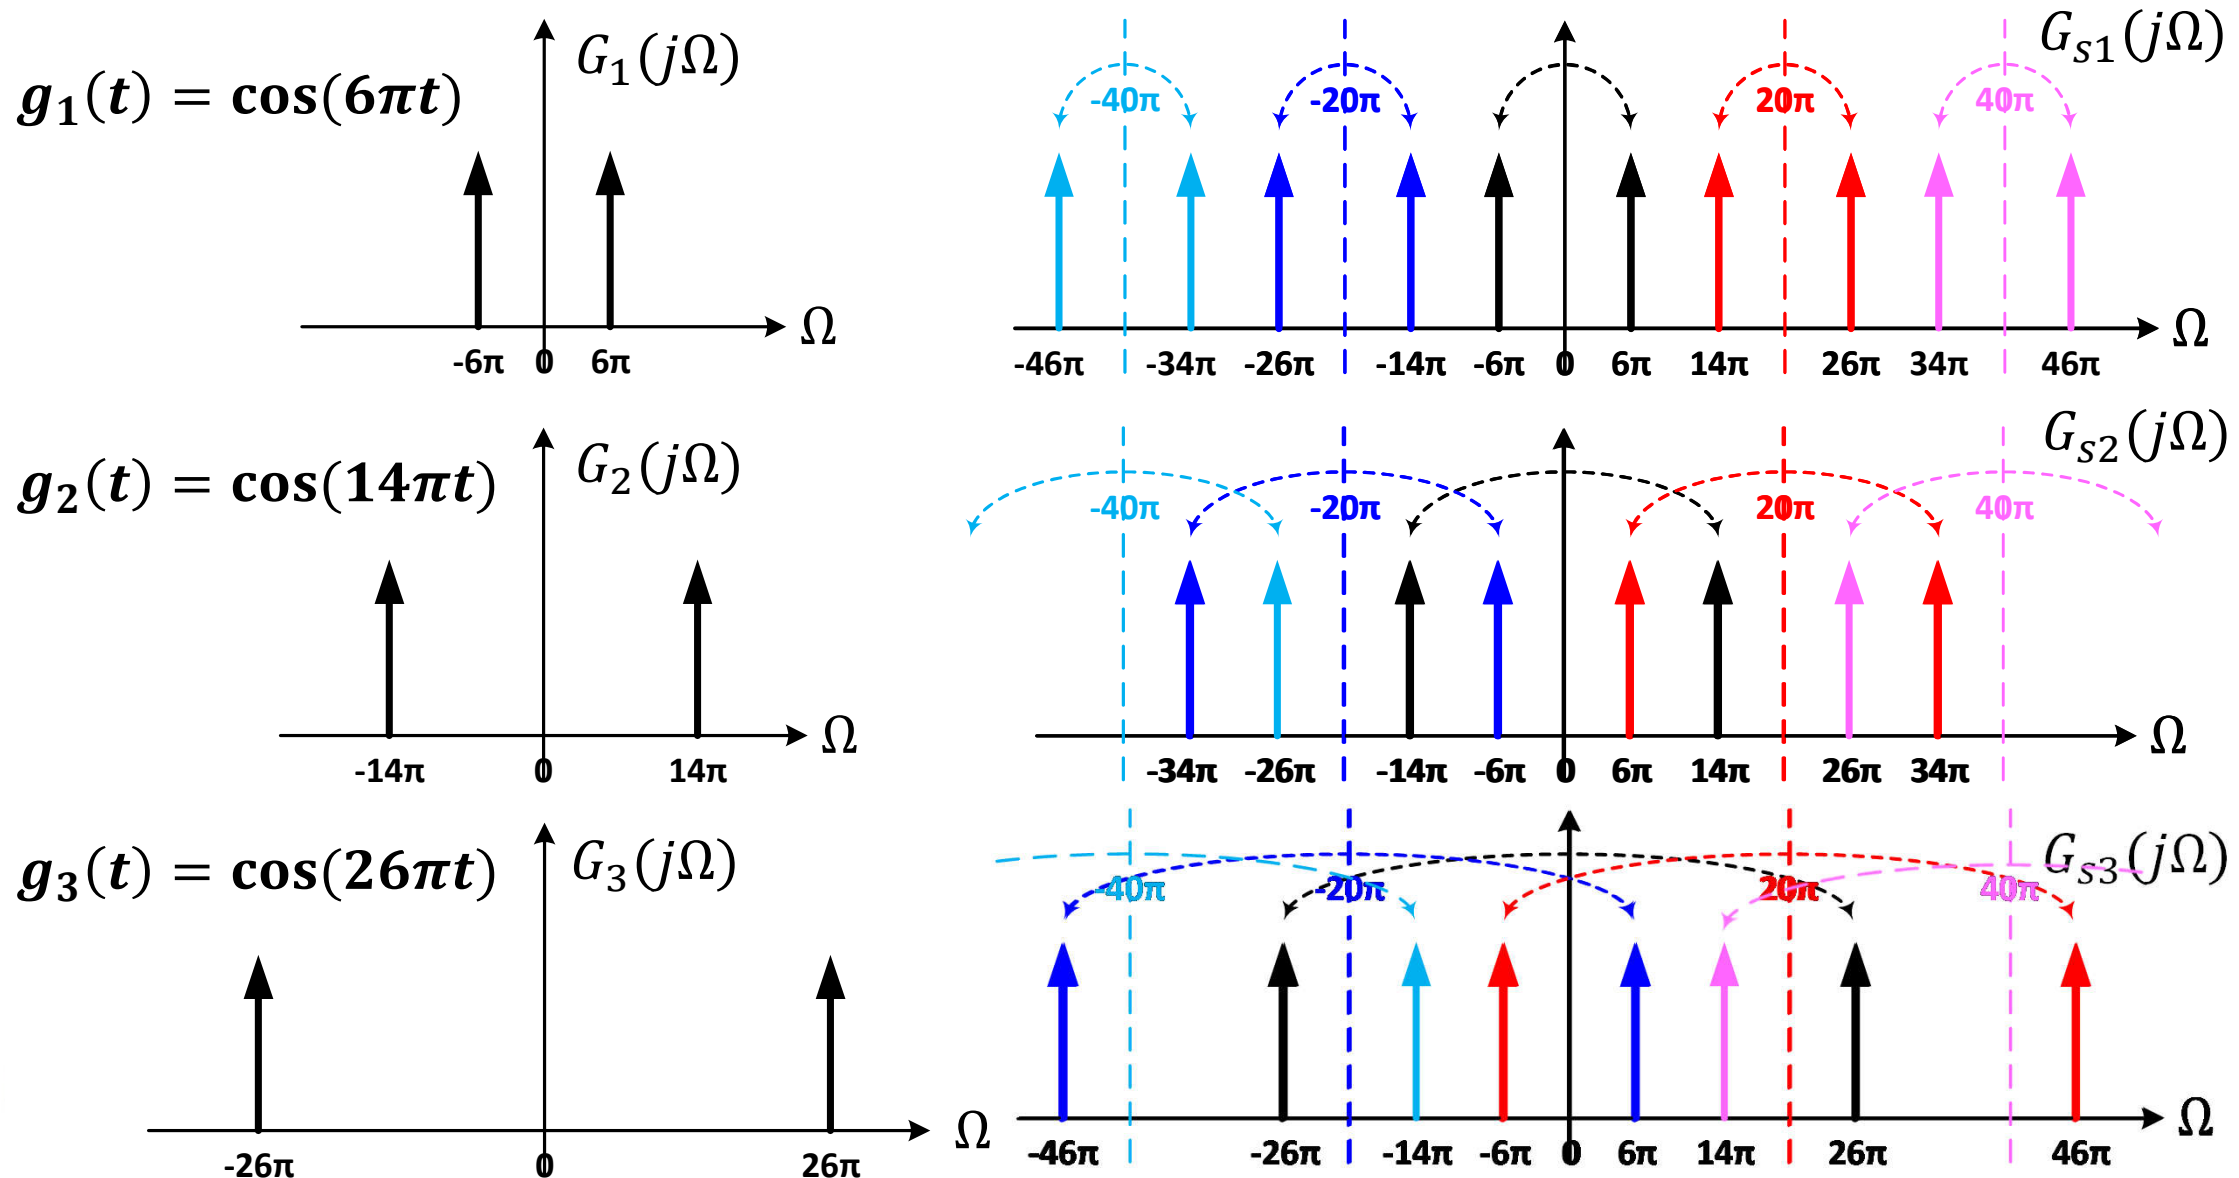 g₁(t) = cos(6πt)
G₁(jΩ)
Ω
-6π 0 6π
G_s1(jΩ)
-40π -20π 20π 40π
Ω
-46π -34π -26π -14π -6π 0 6π 14π 26π 34π 46π
g₂(t) = cos(14πt)
G₂(jΩ)
Ω
-14π 0 14π
G_s2(jΩ)
-40π -20π 20π 40π
Ω
-34π -26π -14π -6π 0 6π 14π 26π 34π
g₃(t) = cos(26πt)
G₃(jΩ)
Ω
-26π 0 26π
G_s3(jΩ)
-40π -20π 20π 40π
Ω
-46π -26π -14π -6π 0 6π 14π 26π 46π